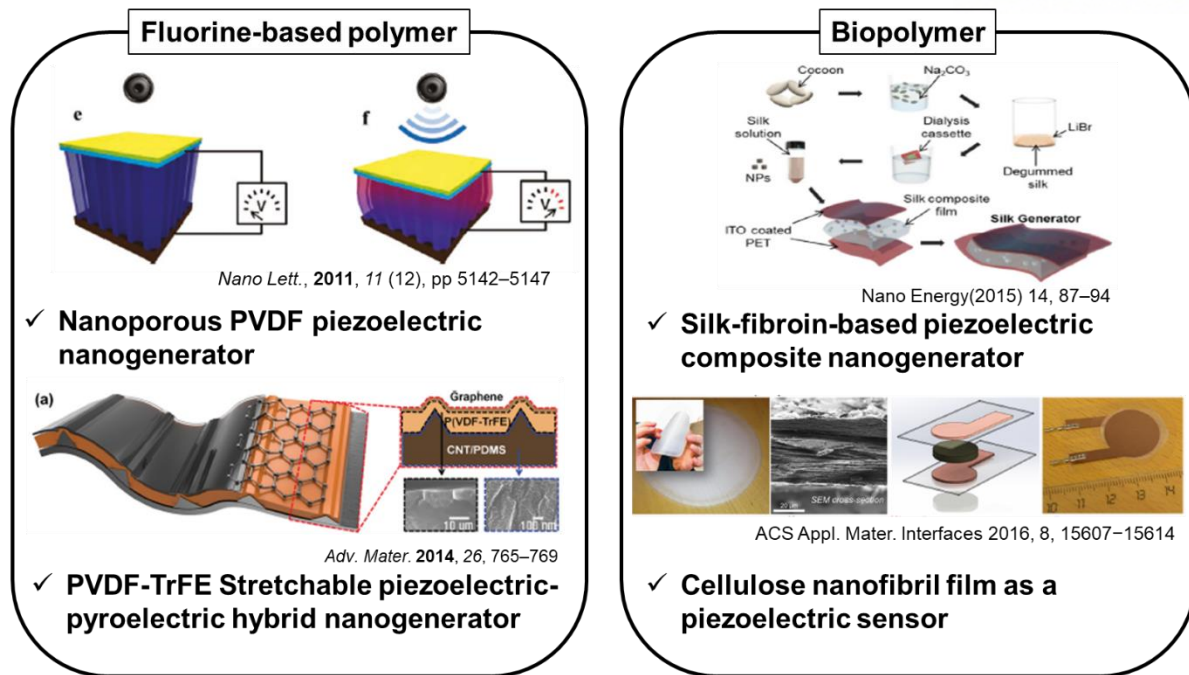 Fluorine-based polymer
e
f
V
V
Nano Lett., 2011, 11 (12), pp 5142–5147
✓ Nanoporous PVDF piezoelectric
nanogenerator
(a)
Graphene
P(VDF-TrFE)
CNT/PDMS
10 um
100 nm
Adv. Mater. 2014, 26, 765–769
✓ PVDF-TrFE Stretchable piezoelectric-
pyroelectric hybrid nanogenerator
Biopolymer
Cocoon
Na₂CO₃
Silk
solution
Dialysis
cassette
LiBr
NPs
Degummed
silk
Silk composite
film
ITO coated
PET
Silk Generator
Nano Energy(2015) 14, 87–94
✓ Silk-fibroin-based piezoelectric
composite nanogenerator
SEM cross-section
20 µm
10 11 12 13 14
ACS Appl. Mater. Interfaces 2016, 8, 15607−15614
✓ Cellulose nanofibril film as a
piezoelectric sensor